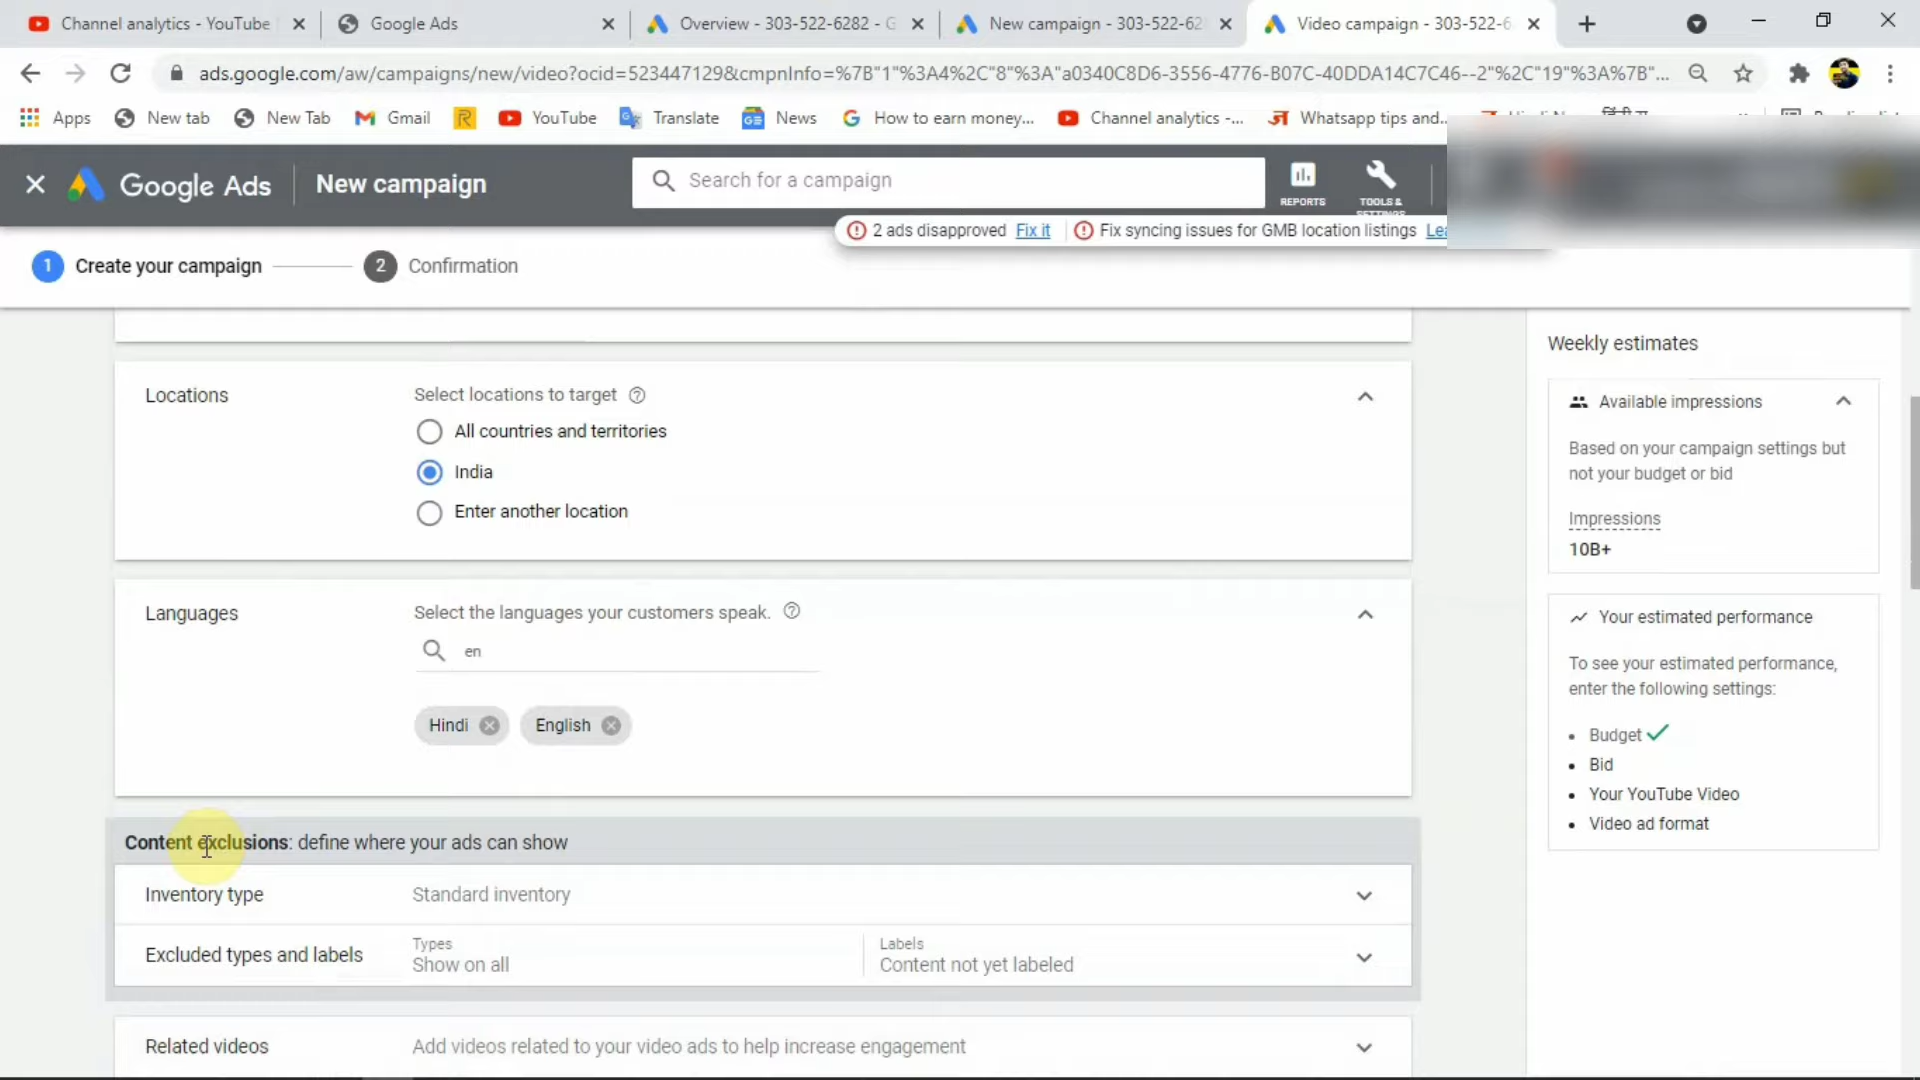 Channel analytics - YouTube
Google Ads
Overview - 303-522-6282 - G
New campaign - 303-522-62
Video campaign - 303-522-6
ads.google.com/aw/campaigns/new/video?ocid=523447129&cmpnInfo=%7B"1"%3A4%2C"8"%3A"a0340C8D6-3556-4776-B07C-40DDA14C7C46--2"%2C"19"%3A%7B"...
Apps
New tab
New Tab
Gmail
YouTube
Translate
News
How to earn money...
Channel analytics -...
Whatsapp tips and...
Google Ads
New campaign
Search for a campaign
REPORTS
TOOLS &
SETTINGS
2 ads disapproved Fix it
Fix syncing issues for GMB location listings Lea
1 Create your campaign
2 Confirmation
Locations
Select locations to target
All countries and territories
India
Enter another location
Languages
Select the languages your customers speak.
en
Hindi
English
Content exclusions: define where your ads can show
Inventory type
Standard inventory
Excluded types and labels
Types
Show on all
Labels
Content not yet labeled
Related videos
Add videos related to your video ads to help increase engagement
Weekly estimates
Available impressions
Based on your campaign settings but
not your budget or bid
Impressions
10B+
Your estimated performance
To see your estimated performance,
enter the following settings:
Budget
Bid
Your YouTube Video
Video ad format